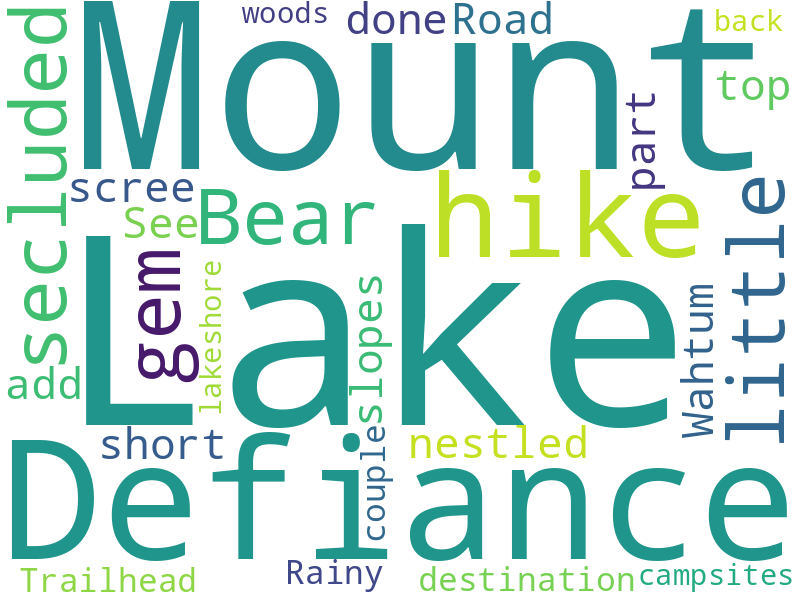 woods
done
Road
back
Mount
secluded
top
part
scree
See
Bear
hike
little
gem
lakeshore
Lake
slopes
Wahtum
add
short
couple
nestled
Defiance
Trailhead
Rainy
destination
campsites